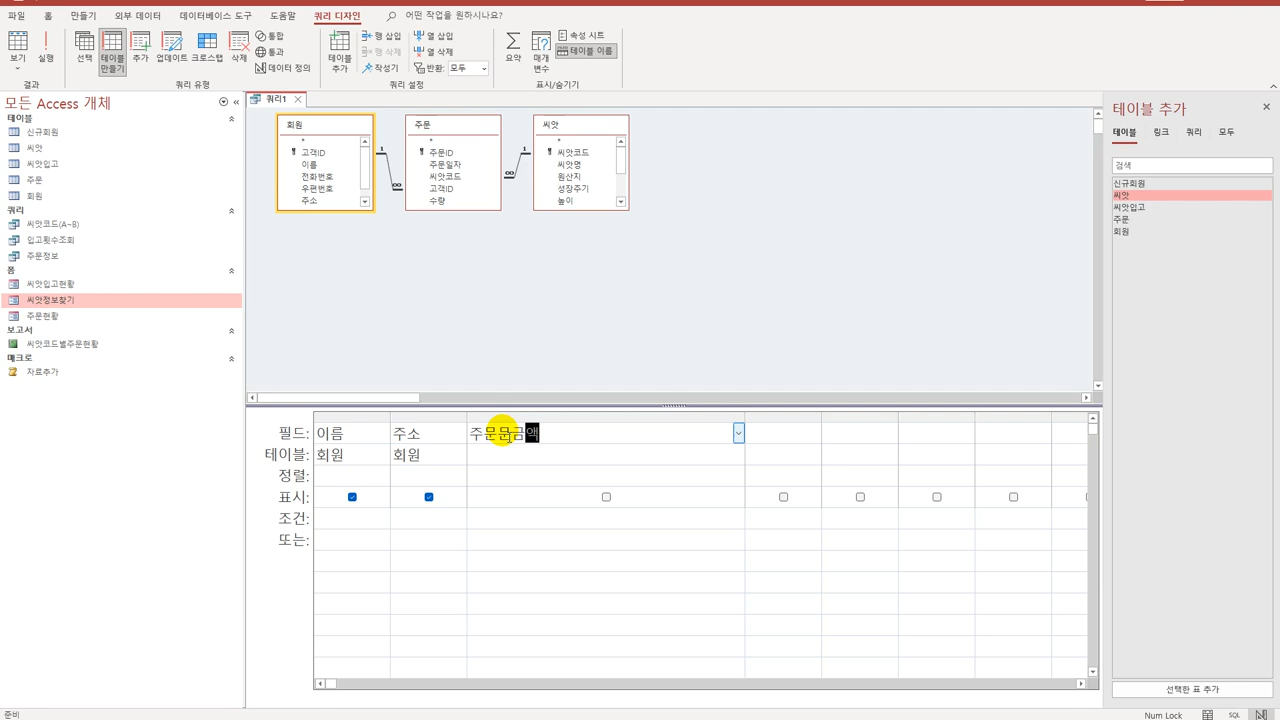 파일 홈 만들기 외부 데이터 데이터베이스 도구 도움말 쿼리 디자인 어떤 작업을 원하시요?
보기 실행 선택 테이블 만들기 추가 업데이트 크로스탭 삭제 통합 통과 데이터 정의 테이블 추가 행 삽입 행 삭제 작성기 열 삽입 열 삭제 반환: 모두 요약 매개 변수 속성 시트 테이블 이름
결과 쿼리 유형 쿼리 설정 표시/숨기기
모든 Access 개체
테이블
신규회원
씨앗
씨앗입고
주문
회원
쿼리
씨앗코드(A~B)
입고횟수조회
주문정보
폼
씨앗입고현황
씨앗정보찾기
주문현황
보고서
씨앗코드별주문현황
매크로
자료추가
쿼리1
회원
*
고객ID
이름
전화번호
우편번호
주소
주문
*
주문ID
주문일자
씨앗코드
고객ID
수량
씨앗
*
씨앗코드
씨앗명
원산지
성장주기
높이
1 ∞ ∞ 1
필드: 이름 주소 주문문금액
테이블: 회원 회원
정렬:
표시:
조건:
또는:
테이블 추가
테이블 링크 쿼리 모두
검색
신규회원
씨앗
씨앗입고
주문
회원
선택한 표 추가
준비 Num Lock SQL